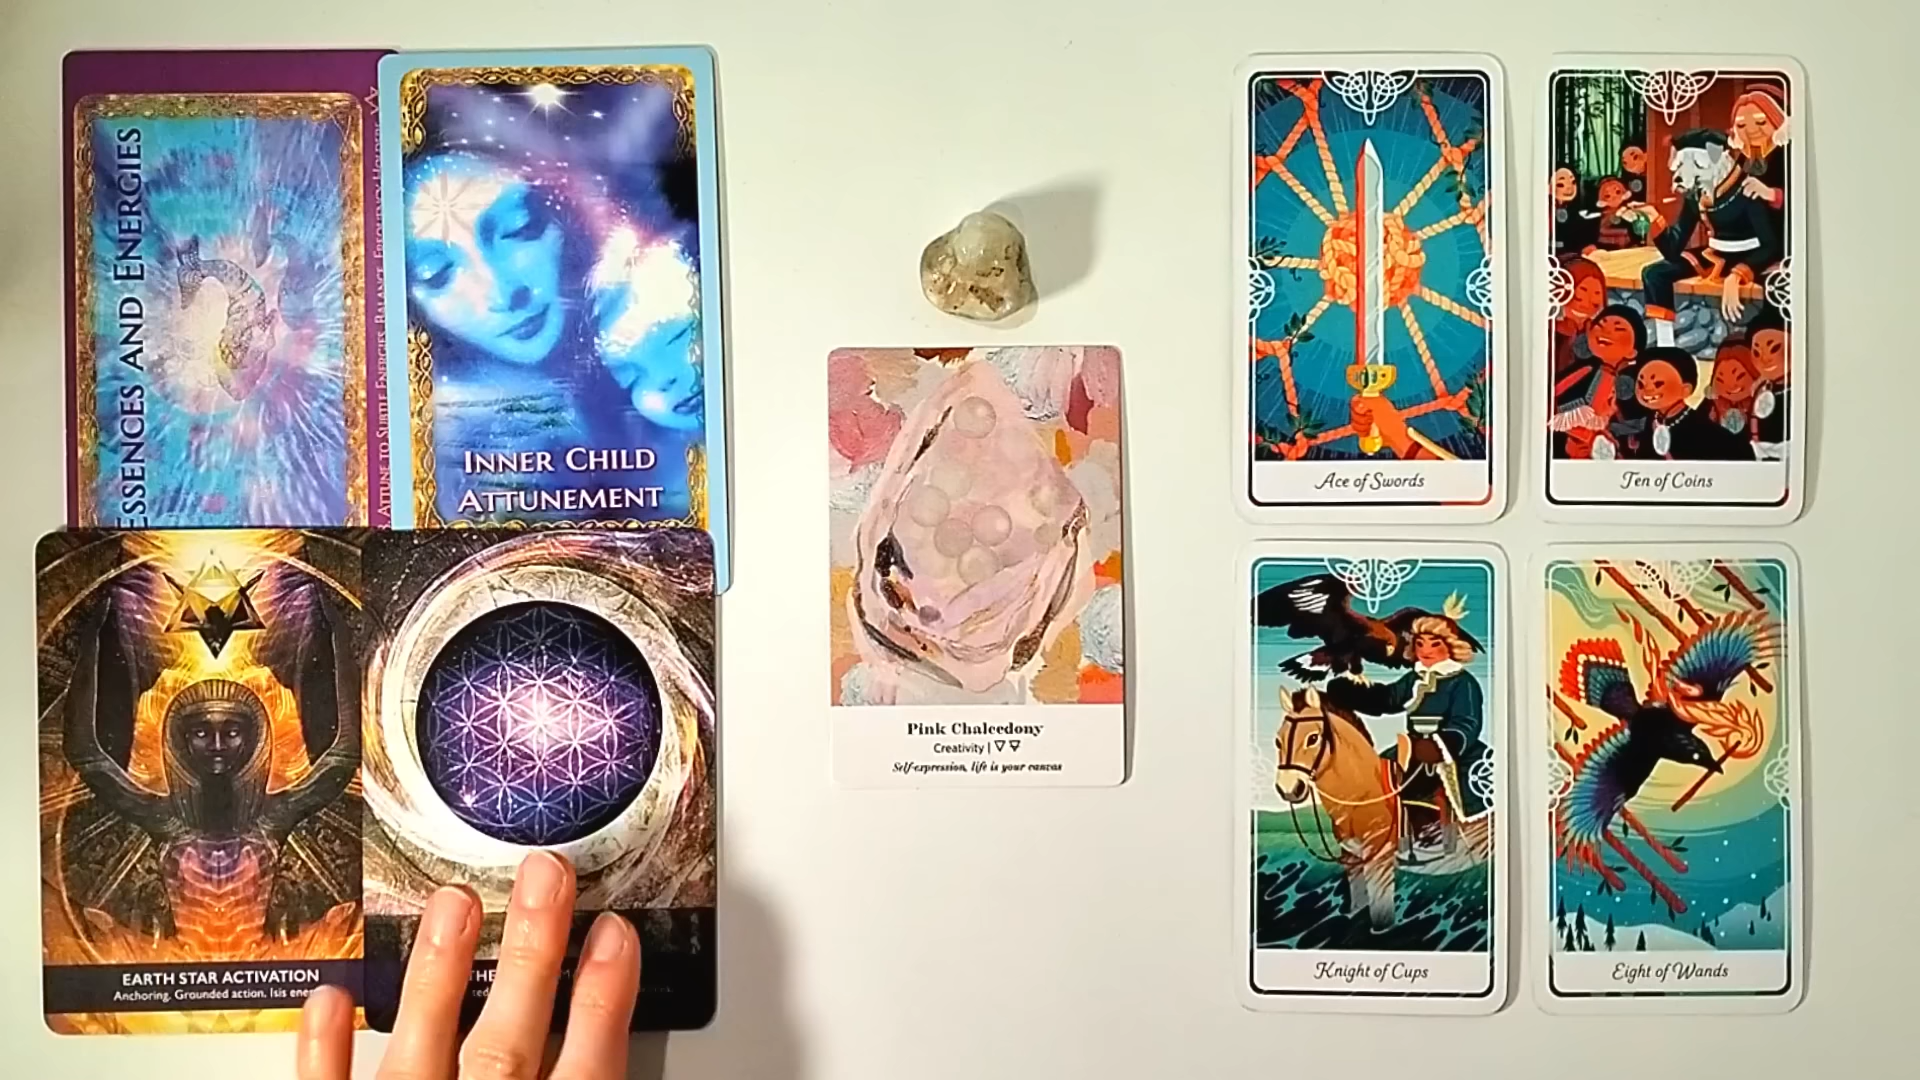 ESSENCES AND ENERGIES
ATTUNE TO SUBTLE ENERGIES. BALANCE. FREQUENCY HOLDERS
INNER CHILD
ATTUNEMENT
EARTH STAR ACTIVATION
Anchoring. Grounded action. Isis
THE
Pink Chalcedony
Creativity |
Self-expression, life is your canvas
Ace of Swords
Ten of Coins
Knight of Cups
Eight of Wands